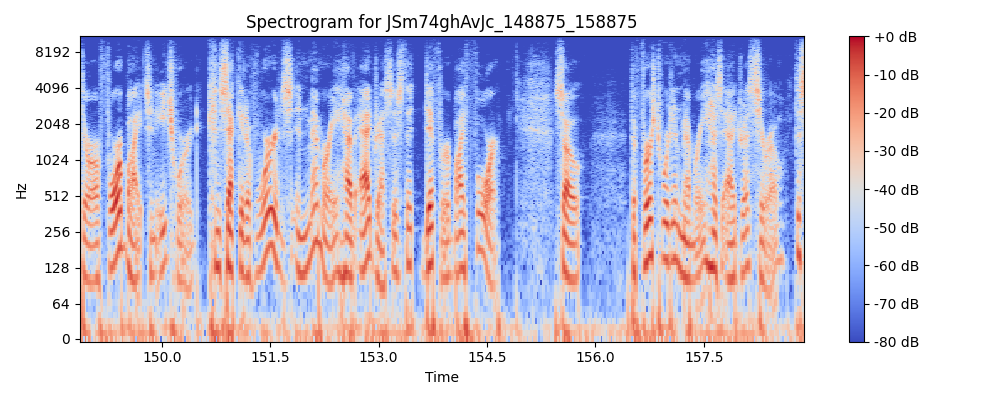 Spectrogram for JSm74ghAvJc_148875_158875
Hz
8192
4096
2048
1024
512
256
128
64
0
150.0 151.5 153.0 154.5 156.0 157.5
Time
+0 dB
-10 dB
-20 dB
-30 dB
-40 dB
-50 dB
-60 dB
-70 dB
-80 dB